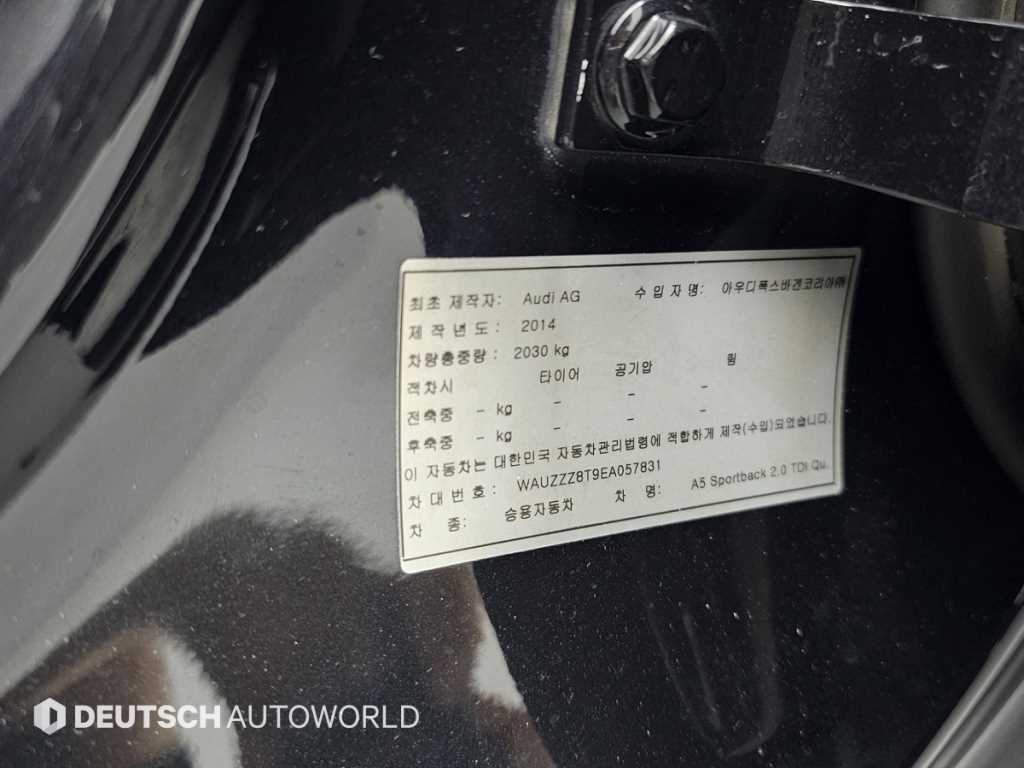 최초 제작자: Audi AG 수 입 자 명: 아우디폭스바겐코리아㈜
제 작 년 도 : 2014
차량총중량 : 2030 kg
적차시 타이어 공기압 휨
전축중 - kg - - -
후축중 - kg - - -
이 자동차는 대한민국 자동차관리법령에 적합하게 제작(수입)되었습니다.
차 대 번 호 : WAUZZZ8T9EA057831
차 종: 승용자동차 차 명: A5 Sportback 2.0 TDI Qu.
DEUTSCH AUTOWORLD